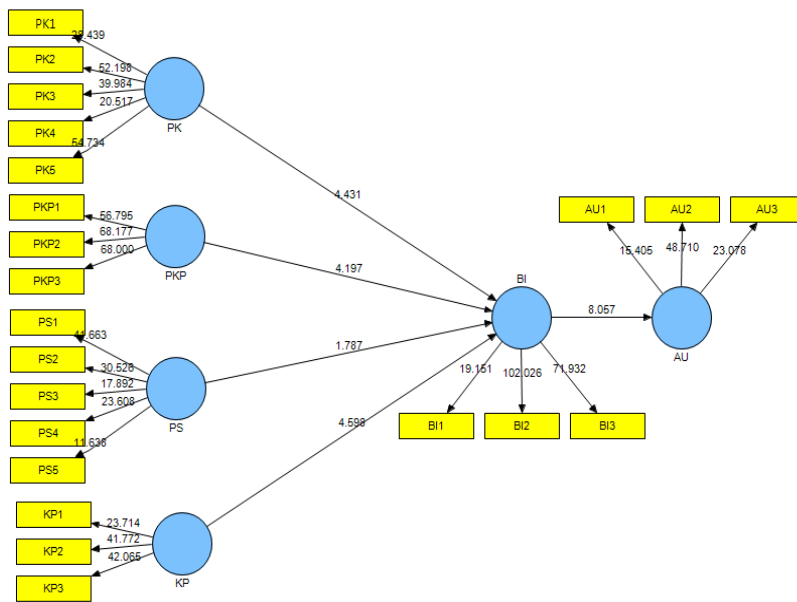 PK1
28.439
PK2
52.198
PK3
39.984
PK4
20.517
PK5
54.734
PK
4.431
PKP1
56.795
PKP2
68.177
PKP3
68.000
PKP
4.197
PS1
41.663
PS2
30.526
PS3
17.892
PS4
23.608
PS5
11.638
PS
1.787
KP1
23.714
KP2
41.772
KP3
42.065
KP
4.598
BI
8.057
19.151
102.026
71.932
BI1
BI2
BI3
AU1
AU2
AU3
15.405
48.710
23.078
AU